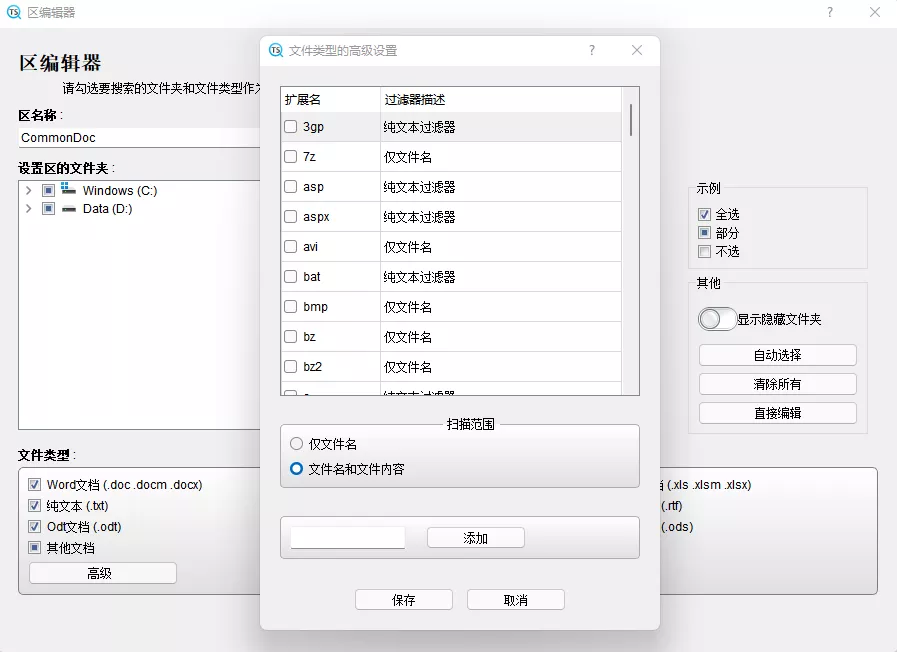 区编辑器
区编辑器
请勾选要搜索的文件夹和文件类型作
区名称 :
CommonDoc
设置区的文件夹 :
Windows (C:)
Data (D:)
文件类型 :
Word文档 (.doc .docm .docx)
纯文本 (.txt)
Odt文档 (.odt)
其他文档
高级
文件类型的高级设置
扩展名 过滤器描述
3gp 纯文本过滤器
7z 仅文件名
asp 纯文本过滤器
aspx 纯文本过滤器
avi 仅文件名
bat 纯文本过滤器
bmp 仅文件名
bz 仅文件名
bz2 仅文件名
扫描范围
仅文件名
文件名和文件内容
添加
保存 取消
示例
全选
部分
不选
其他
显示隐藏文件夹
自动选择
清除所有
直接编辑
(.xls .xlsm .xlsx)
(.rtf)
(.ods)